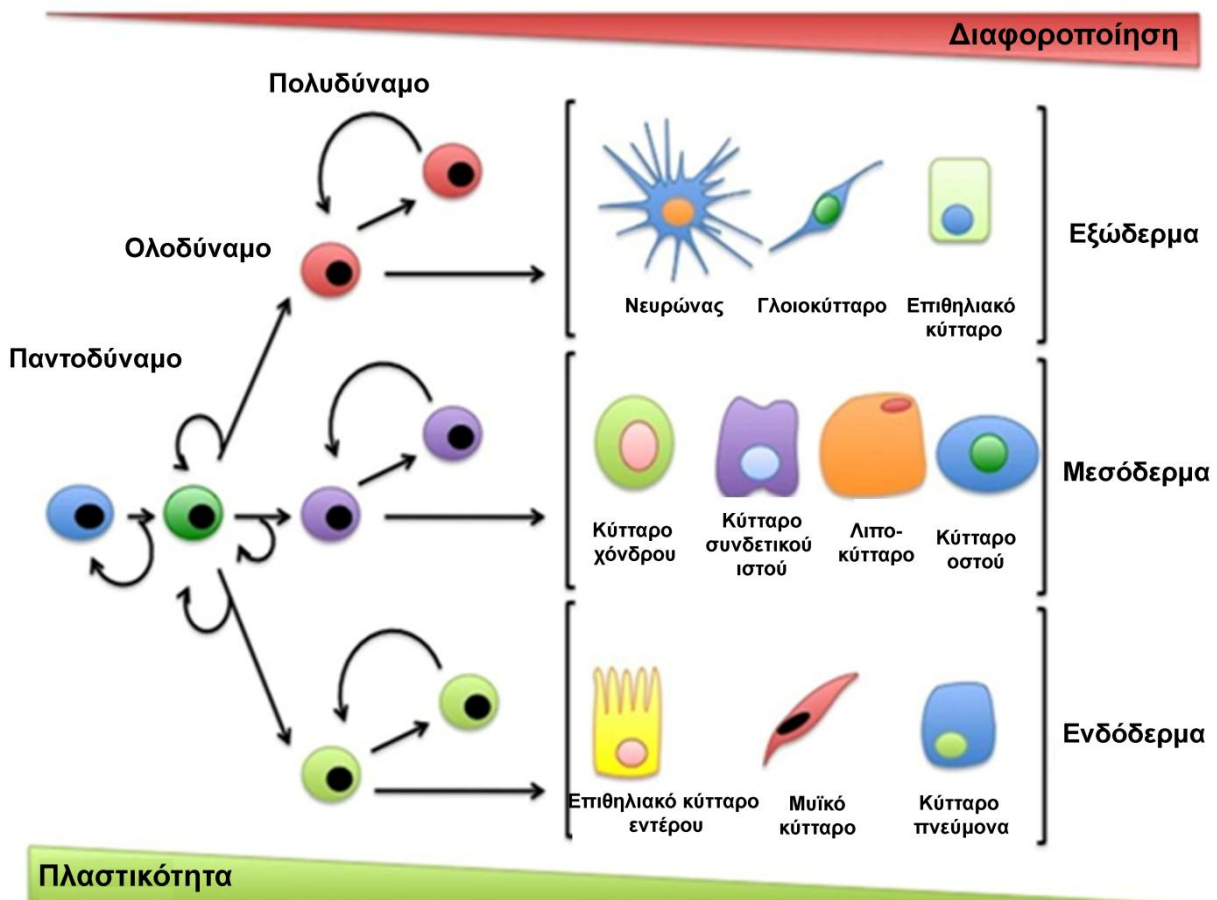 Διαφοροποίηση
Πολυδύναμο
Ολοδύναμο
Παντοδύναμο
Νευρώνας
Γλοιοκύτταρο
Επιθηλιακό
κύτταρο
Εξώδερμα
Κύτταρο
χόνδρου
Κύτταρο
συνδετικού
ιστού
Λιπο-
κύτταρο
Κύτταρο
οστού
Μεσόδερμα
Επιθηλιακό κύτταρο
εντέρου
Μυϊκό
κύτταρο
Κύτταρο
πνεύμονα
Ενδόδερμα
Πλαστικότητα